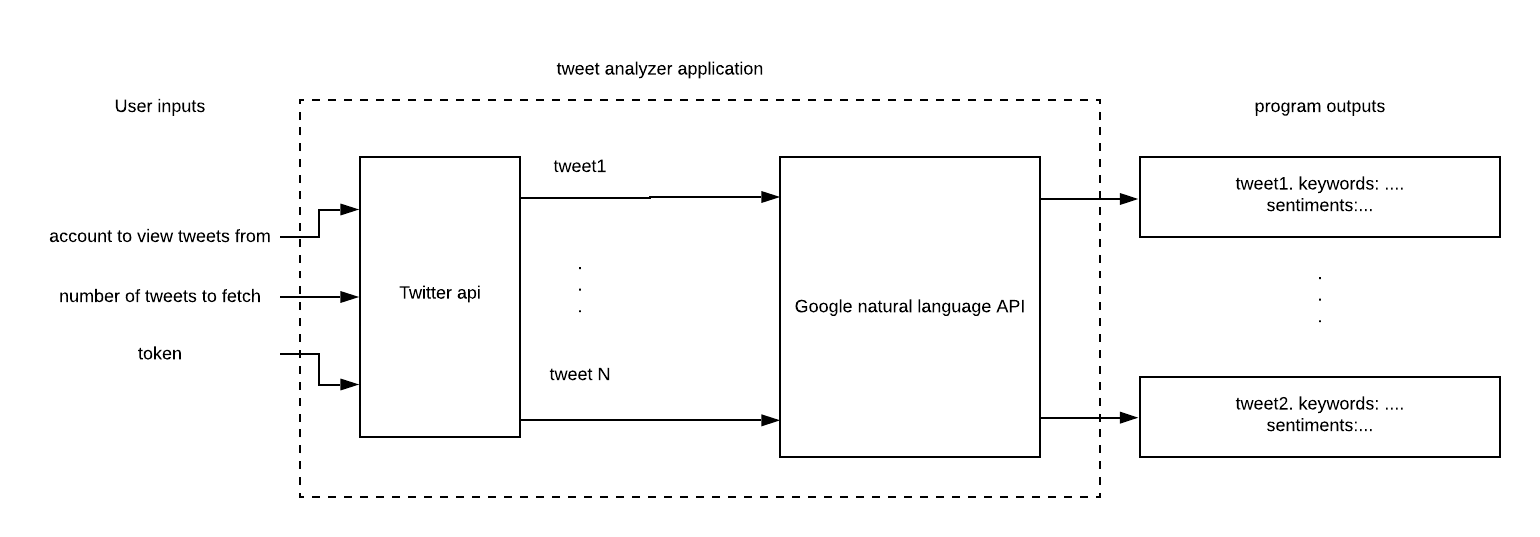 tweet analyzer application
User inputs
program outputs
tweet1
tweet1. keywords: ....
sentiments:...
account to view tweets from
number of tweets to fetch
token
Twitter api
.
.
.
Google natural language API
.
.
.
tweet N
tweet2. keywords: ....
sentiments:...